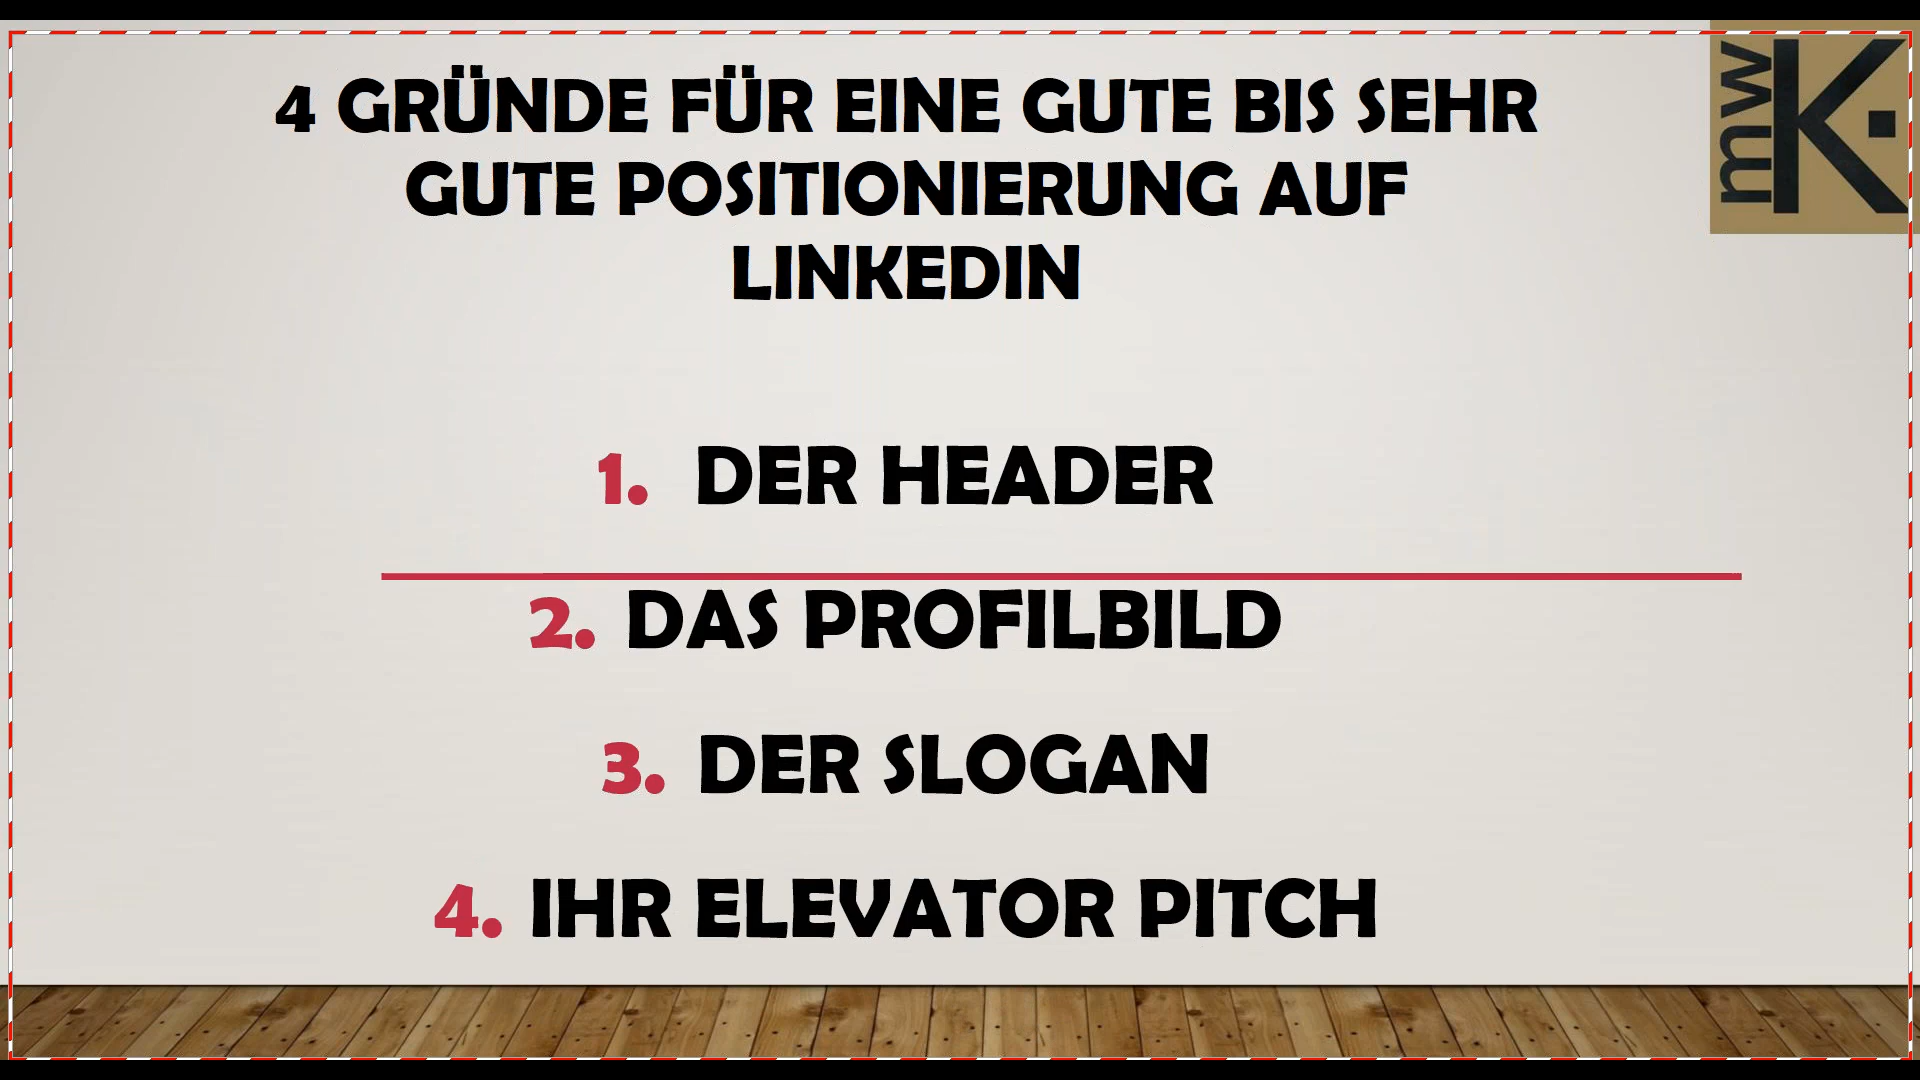 4 GRÜNDE FÜR EINE GUTE BIS SEHR
GUTE POSITIONIERUNG AUF
LINKEDIN
mwK.
1. DER HEADER
2. DAS PROFILBILD
3. DER SLOGAN
4. IHR ELEVATOR PITCH